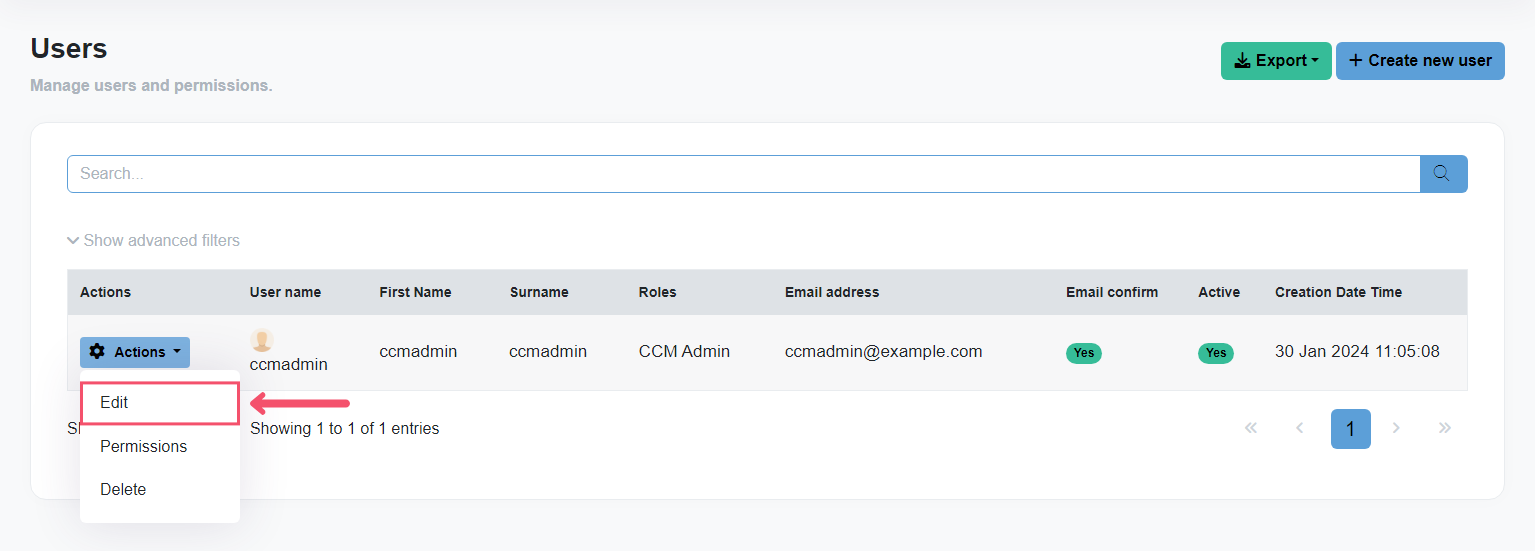 Users
Manage users and permissions.
Export
+ Create new user
Search...
Show advanced filters
Actions User name First Name Surname Roles Email address Email confirm Active Creation Date Time
Actions ccmadmin ccmadmin ccmadmin CCM Admin ccmadmin@example.com Yes Yes 30 Jan 2024 11:05:08
Edit
Showing 1 to 1 of 1 entries
« ‹ 1 › »
Permissions
Delete